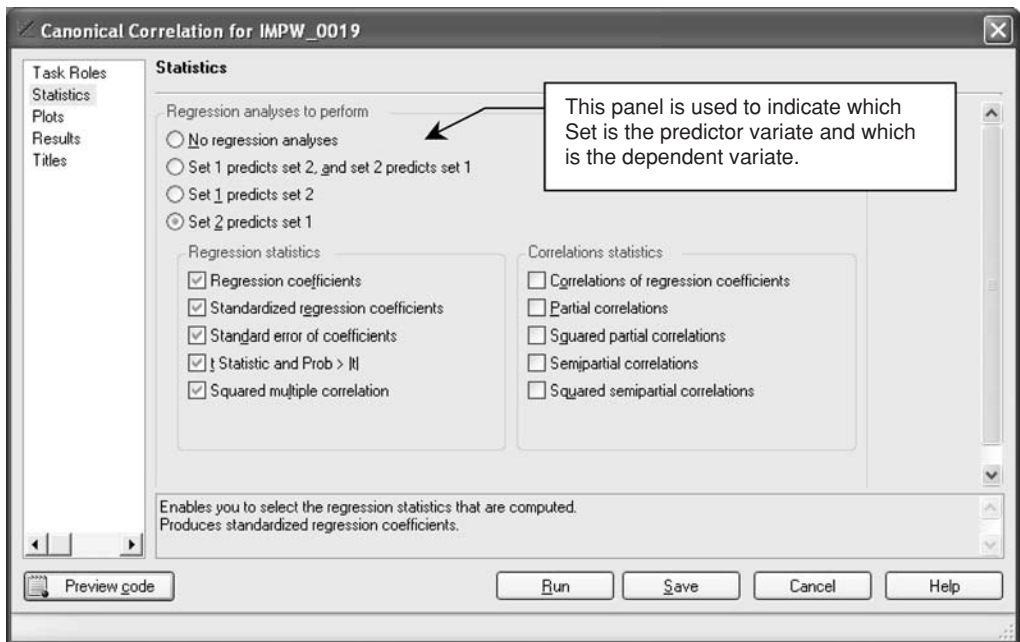 Canonical Correlation for IMPW_0019
Task Roles
Statistics
Plots
Results
Titles
Statistics
Regression analyses to perform
No regression analyses
Set 1 predicts set 2, and set 2 predicts set 1
Set 1 predicts set 2
Set 2 predicts set 1
This panel is used to indicate which
Set is the predictor variate and which
is the dependent variate.
Regression statistics
Regression coefficients
Standardized regression coefficients
Standard error of coefficients
t Statistic and Prob > |t|
Squared multiple correlation
Correlations statistics
Correlations of regression coefficients
Partial correlations
Squared partial correlations
Semipartial correlations
Squared semipartial correlations
Enables you to select the regression statistics that are computed.
Produces standardized regression coefficients.
Preview code
Run
Save
Cancel
Help